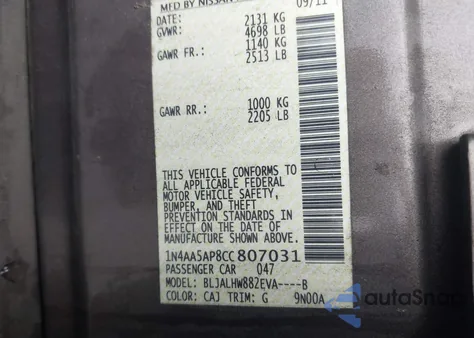 MFD BY NISSAN
DATE: 09/11
GVWR: 2131 KG
4698 LB
GAWR FR.: 1140 KG
2513 LB
GAWR RR.: 1000 KG
2205 LB
THIS VEHICLE CONFORMS TO
ALL APPLICABLE FEDERAL
MOTOR VEHICLE SAFETY,
BUMPER, AND THEFT
PREVENTION STANDARDS IN
EFFECT ON THE DATE OF
MANUFACTURE SHOWN ABOVE.
1N4AA5AP8CC807031
PASSENGER CAR 047
MODEL: BLJALHW882EVA----B
COLOR: CAJ TRIM: G 9N00A
autoSnap